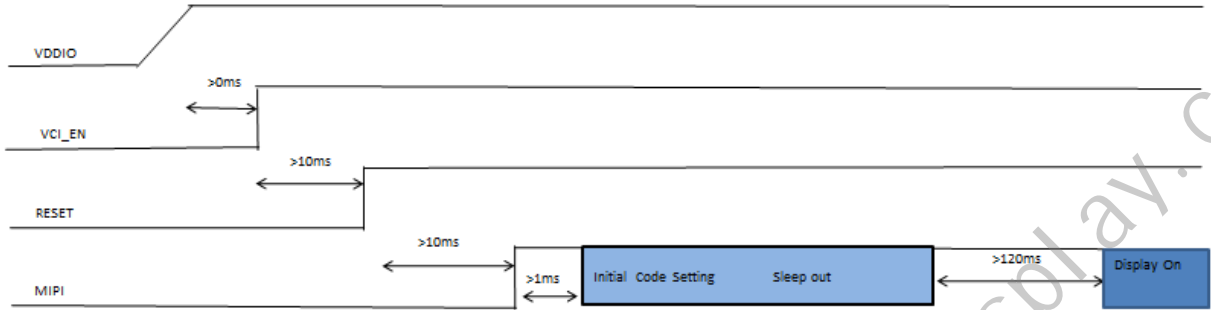 VDDIO
>0ms
VCI_EN
>10ms
RESET
>10ms
>1ms
Initial Code Setting Sleep out
>120ms
Display On
MIPI